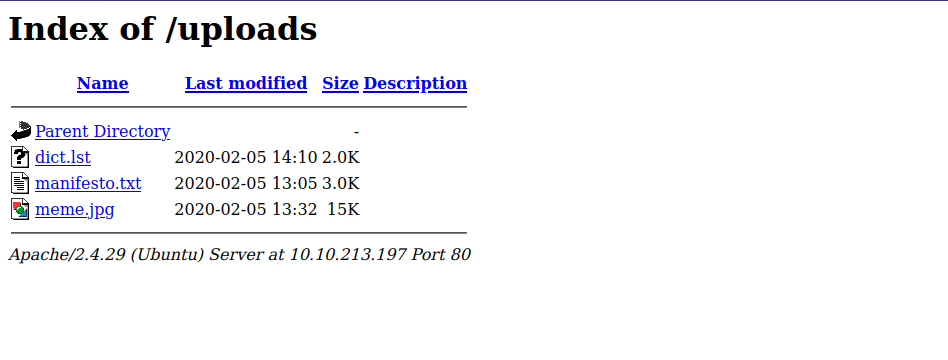 Index of /uploads
Name Last modified Size Description
Parent Directory -
dict.lst 2020-02-05 14:10 2.0K
manifesto.txt 2020-02-05 13:05 3.0K
meme.jpg 2020-02-05 13:32 15K
Apache/2.4.29 (Ubuntu) Server at 10.10.213.197 Port 80